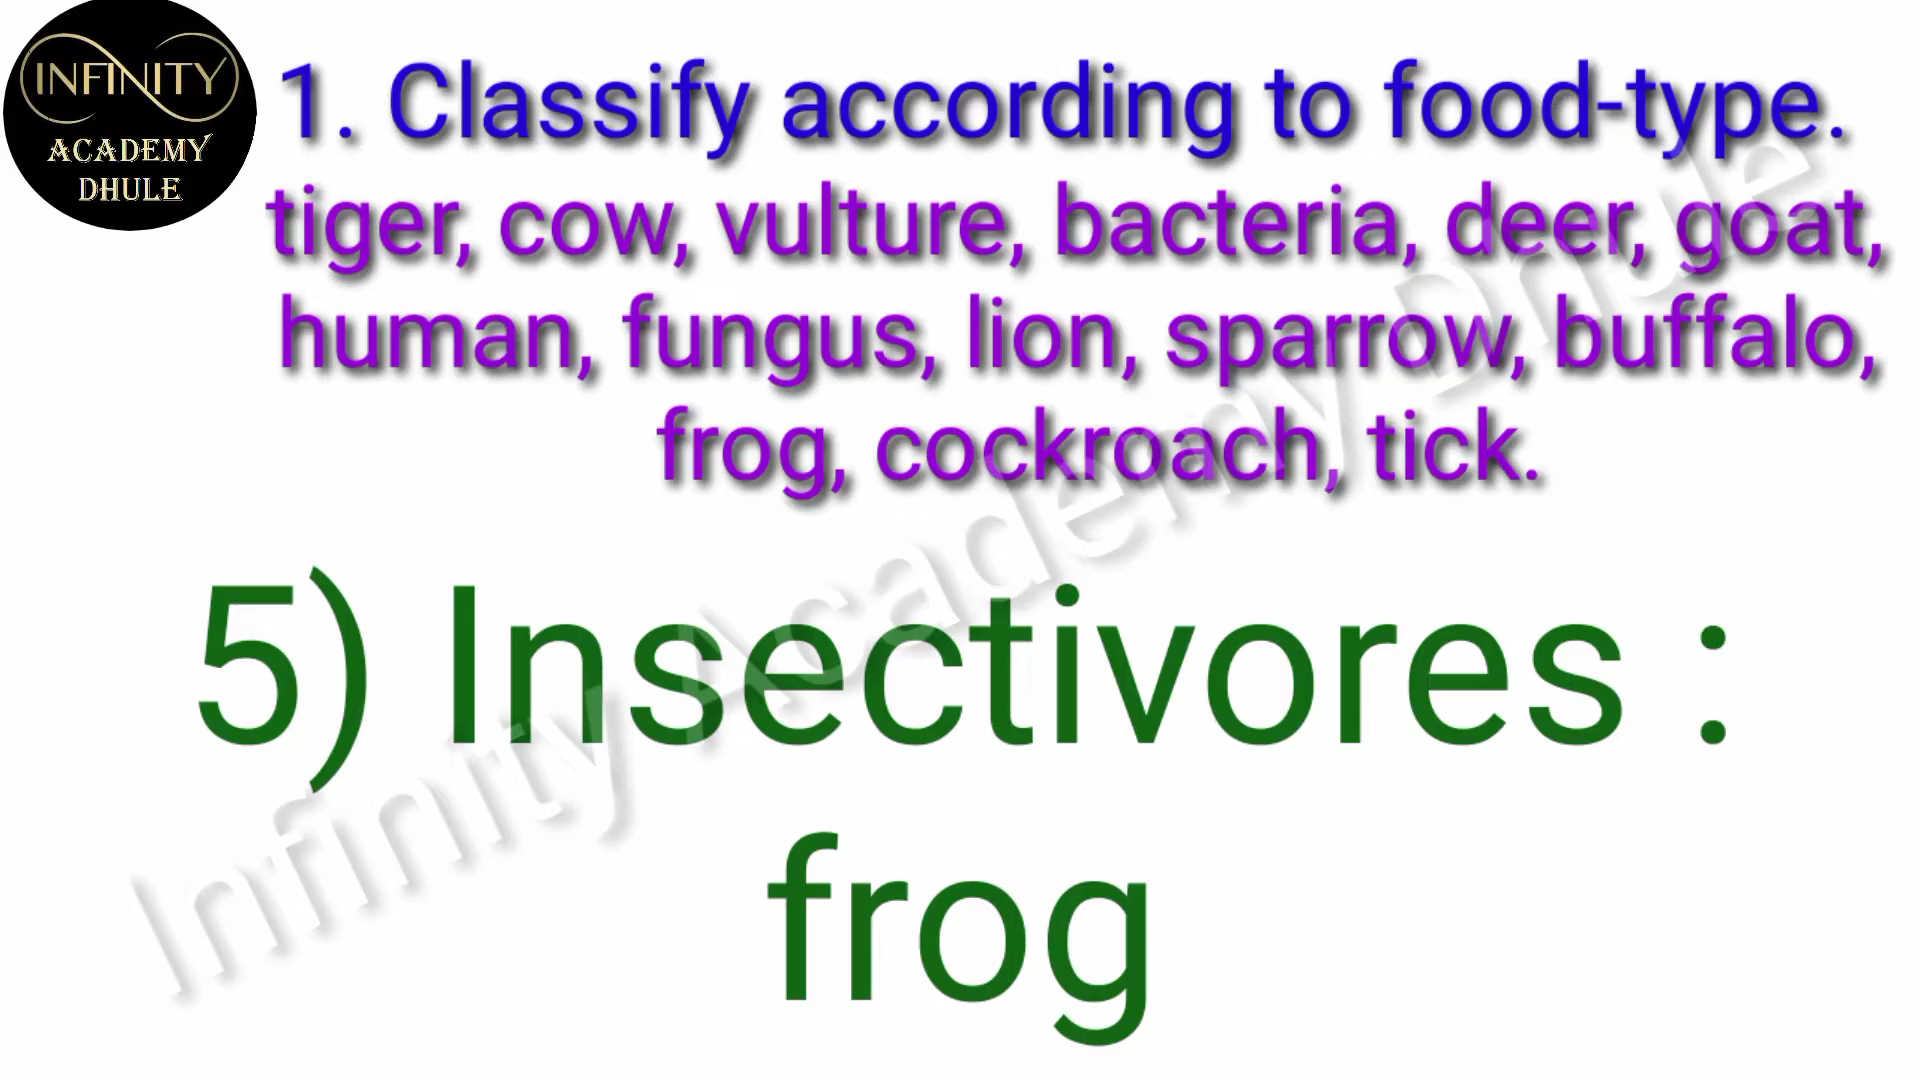 INFINITY
ACADEMY
DHULE
1. Classify according to food-type.
tiger, cow, vulture, bacteria, deer, goat,
human, fungus, lion, sparrow, buffalo,
frog, cockroach, tick.
5) Insectivores :
frog
Infinity Academy Dhule